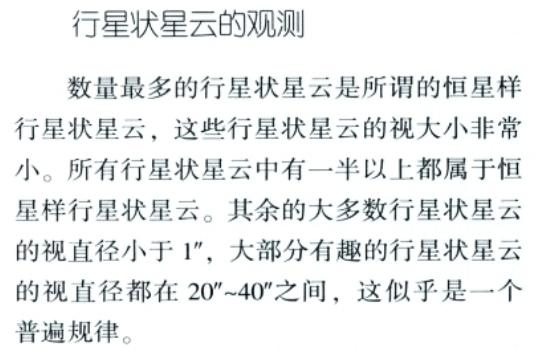 行星状星云的观测
数量最多的行星状星云是所谓的恒星样
行星状星云，这些行星状星云的视大小非常
小。所有行星状星云中有一半以上都属于恒
星样行星状星云。其余的大多数行星状星云
的视直径小于 1″，大部分有趣的行星状星云
的视直径都在 20″~40″之间，这似乎是一个
普遍规律。